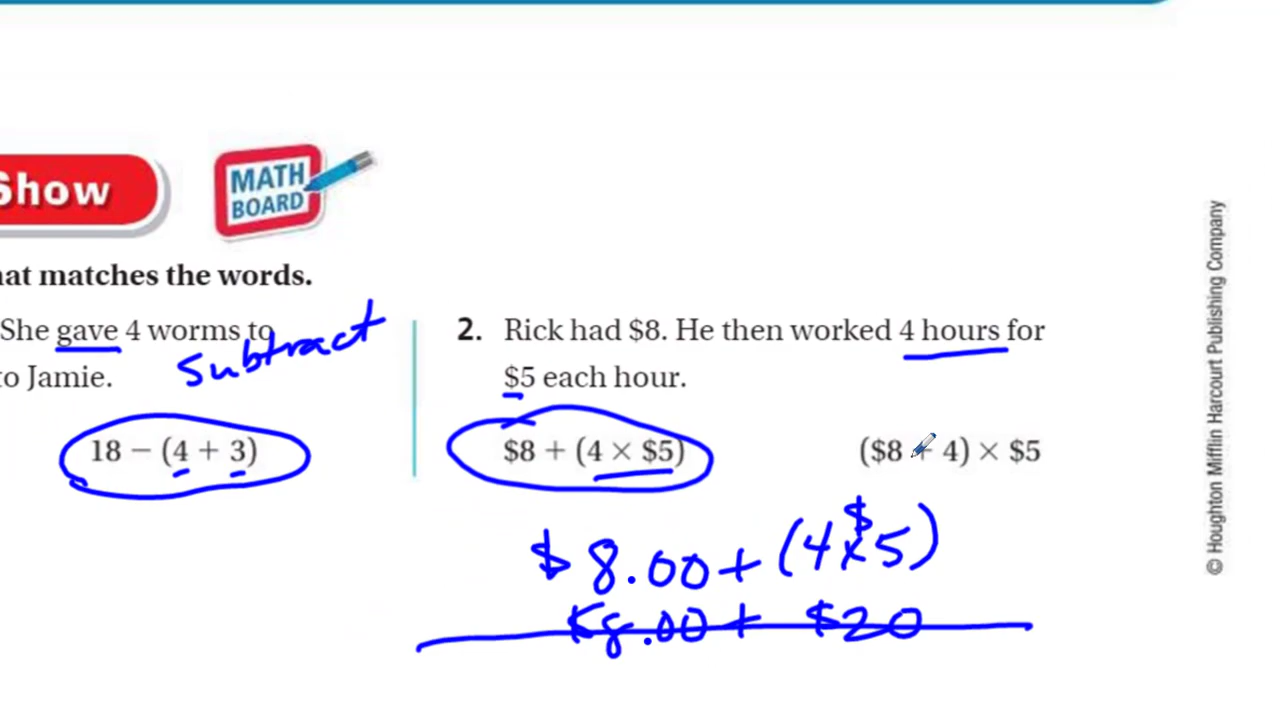 Show
MATH
BOARD
hat matches the words.
She gave 4 worms to
to Jamie.
subtract
18 − (4 + 3)
2. Rick had $8. He then worked 4 hours for
$5 each hour.
$8 + (4 × $5)
($8 + 4) × $5
$8.00 + (4 × $5)
$8.00 + $20
© Houghton Mifflin Harcourt Publishing Company